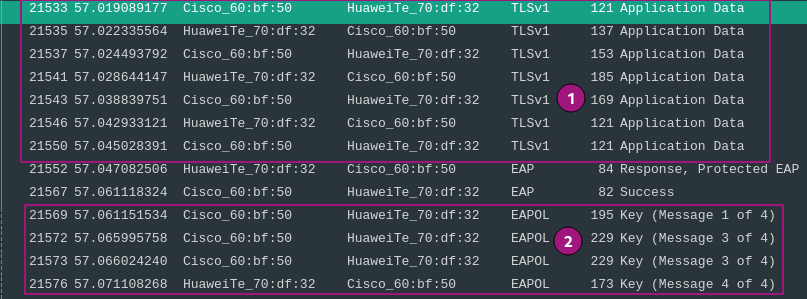 21533 57.019089177 Cisco_60:bf:50 HuaweiTe_70:df:32 TLSv1 121 Application Data
21535 57.022335564 HuaweiTe_70:df:32 Cisco_60:bf:50 TLSv1 137 Application Data
21537 57.024493792 Cisco_60:bf:50 HuaweiTe_70:df:32 TLSv1 153 Application Data
21541 57.028644147 HuaweiTe_70:df:32 Cisco_60:bf:50 TLSv1 185 Application Data
21543 57.038839751 Cisco_60:bf:50 HuaweiTe_70:df:32 TLSv1 1 169 Application Data
21546 57.042933121 HuaweiTe_70:df:32 Cisco_60:bf:50 TLSv1 121 Application Data
21550 57.045028391 Cisco_60:bf:50 HuaweiTe_70:df:32 TLSv1 121 Application Data
21552 57.047082506 HuaweiTe_70:df:32 Cisco_60:bf:50 EAP 84 Response, Protected EAP
21567 57.061118324 Cisco_60:bf:50 HuaweiTe_70:df:32 EAP 82 Success
21569 57.061151534 Cisco_60:bf:50 HuaweiTe_70:df:32 EAPOL 195 Key (Message 1 of 4)
21572 57.065995758 Cisco_60:bf:50 HuaweiTe_70:df:32 EAPOL 2 229 Key (Message 3 of 4)
21573 57.066024240 Cisco_60:bf:50 HuaweiTe_70:df:32 EAPOL 229 Key (Message 3 of 4)
21576 57.071108268 HuaweiTe_70:df:32 Cisco_60:bf:50 EAPOL 173 Key (Message 4 of 4)